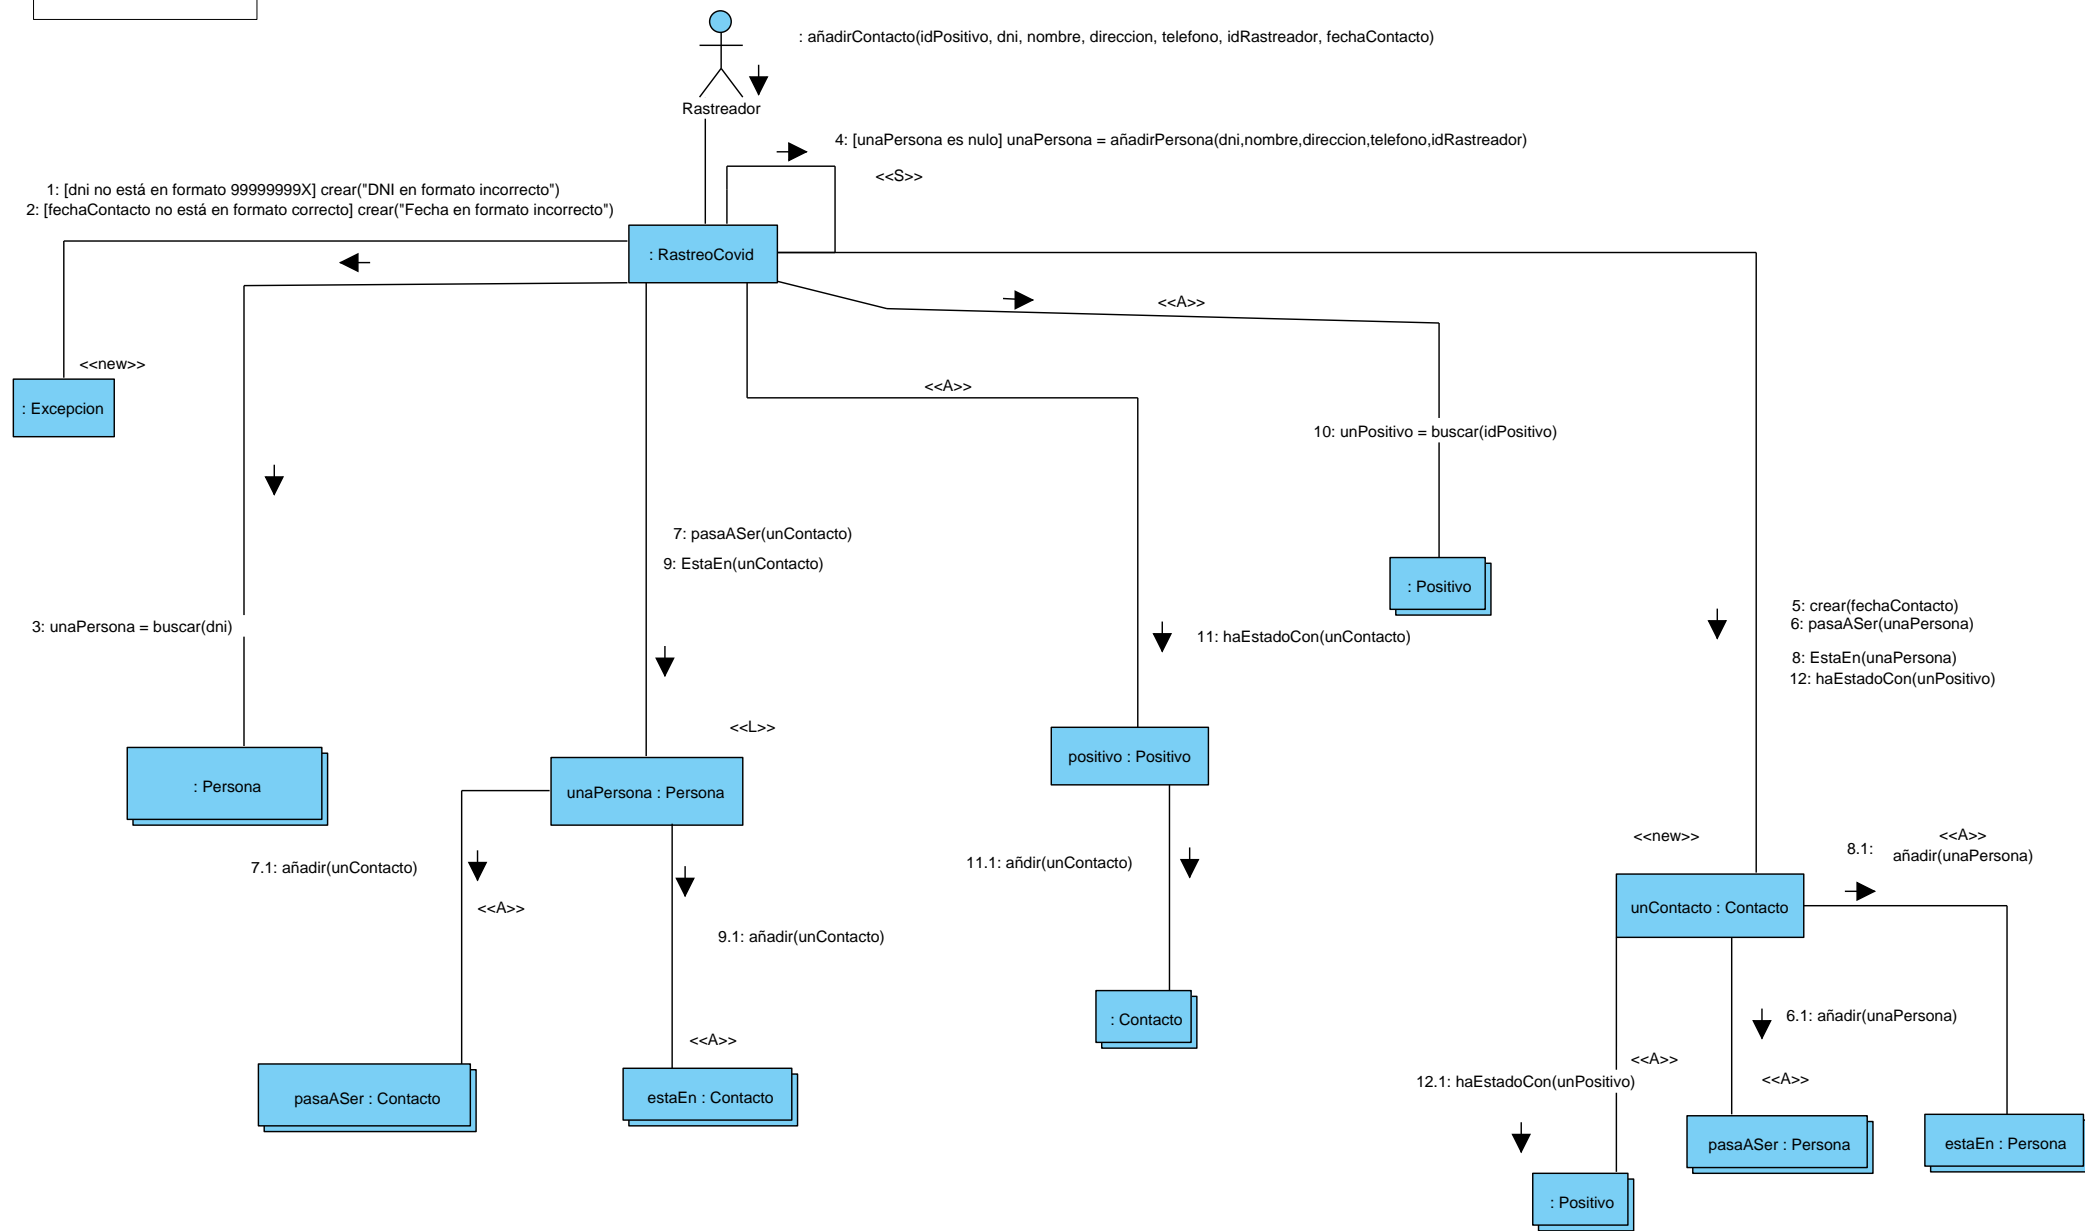 : añadirContacto(idPositivo, dni, nombre, direccion, telefono, idRastreador, fechaContacto)
Rastreador
4: [unaPersona es nulo] unaPersona = añadirPersona(dni,nombre,direccion,telefono,idRastreador)
<<S>>
1: [dni no está en formato 99999999X] crear("DNI en formato incorrecto")
2: [fechaContacto no está en formato correcto] crear("Fecha en formato incorrecto")
: RastreoCovid
<<A>>
<<new>>
<<A>>
: Excepcion
10: unPositivo = buscar(idPositivo)
7: pasaASer(unContacto)
9: EstaEn(unContacto)
: Positivo
5: crear(fechaContacto)
6: pasaASer(unaPersona)
3: unaPersona = buscar(dni)
11: haEstadoCon(unContacto)
8: EstaEn(unaPersona)
12: haEstadoCon(unPositivo)
<<L>>
positivo : Positivo
: Persona
unaPersona : Persona
<<new>>
<<A>>
8.1:
añadir(unaPersona)
7.1: añadir(unContacto)
11.1: añdir(unContacto)
<<A>>
unContacto : Contacto
9.1: añadir(unContacto)
: Contacto
6.1: añadir(unaPersona)
<<A>>
<<A>>
12.1: haEstadoCon(unPositivo)
<<A>>
pasaASer : Contacto
estaEn : Contacto
pasaASer : Persona
estaEn : Persona
: Positivo